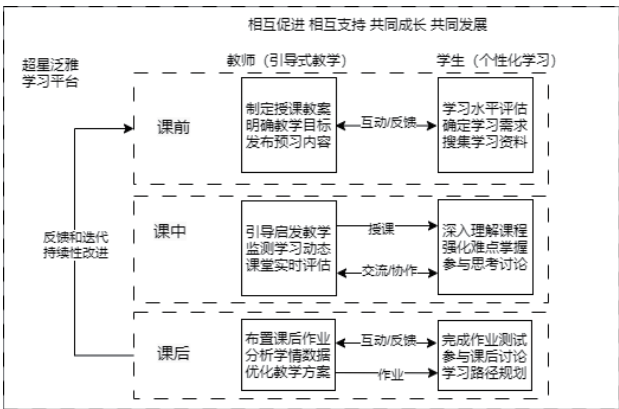 相互促进 相互支持 共同成长 共同发展
超星泛雅
学习平台
教师（引导式教学）
学生（个性化学习）
课前
制定授课教案
明确教学目标
发布预习内容
互动/反馈
学习水平评估
确定学习需求
搜集学习资料
反馈和迭代
持续性改进
课中
引导启发教学
监测学习动态
课堂实时评估
授课
交流/协作
深入理解课程
强化难点掌握
参与思考讨论
课后
布置课后作业
分析学情数据
优化教学方案
互动/反馈
作业
完成作业测试
参与课后讨论
学习路径规划